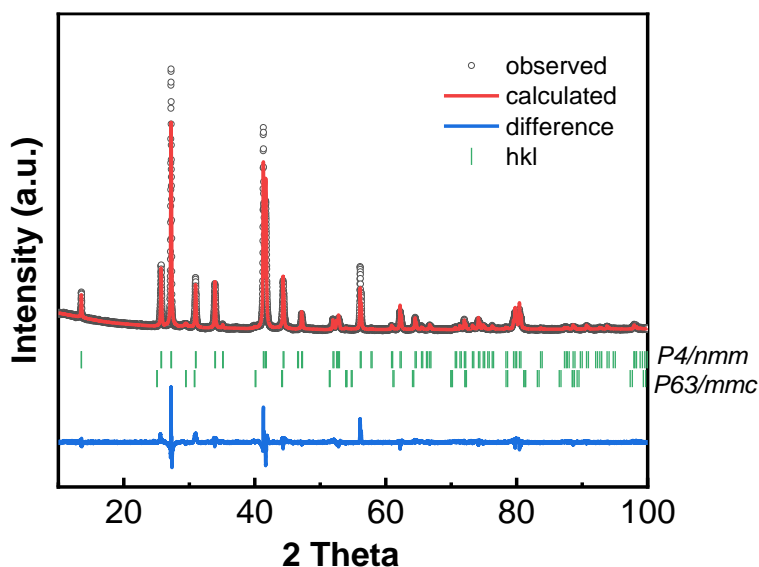 observed
calculated
difference
hkl
Intensity (a.u.)
P4/nmm
P63/mmc
20 40 60 80 100
2 Theta